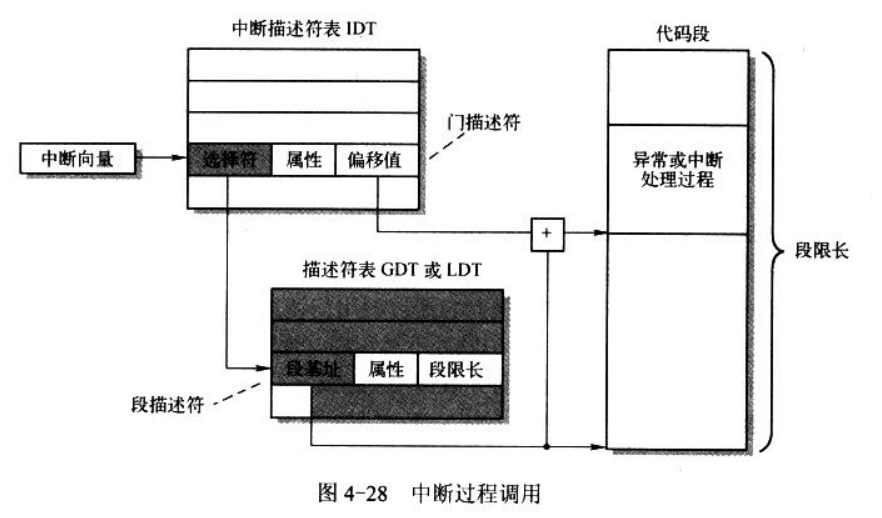 中断描述符表 IDT
代码段
门描述符
中断向量
选择符
属性
偏移值
异常或中断
处理过程
+
段限长
描述符表 GDT 或 LDT
段基址
属性
段限长
段描述符
图 4-28 中断过程调用